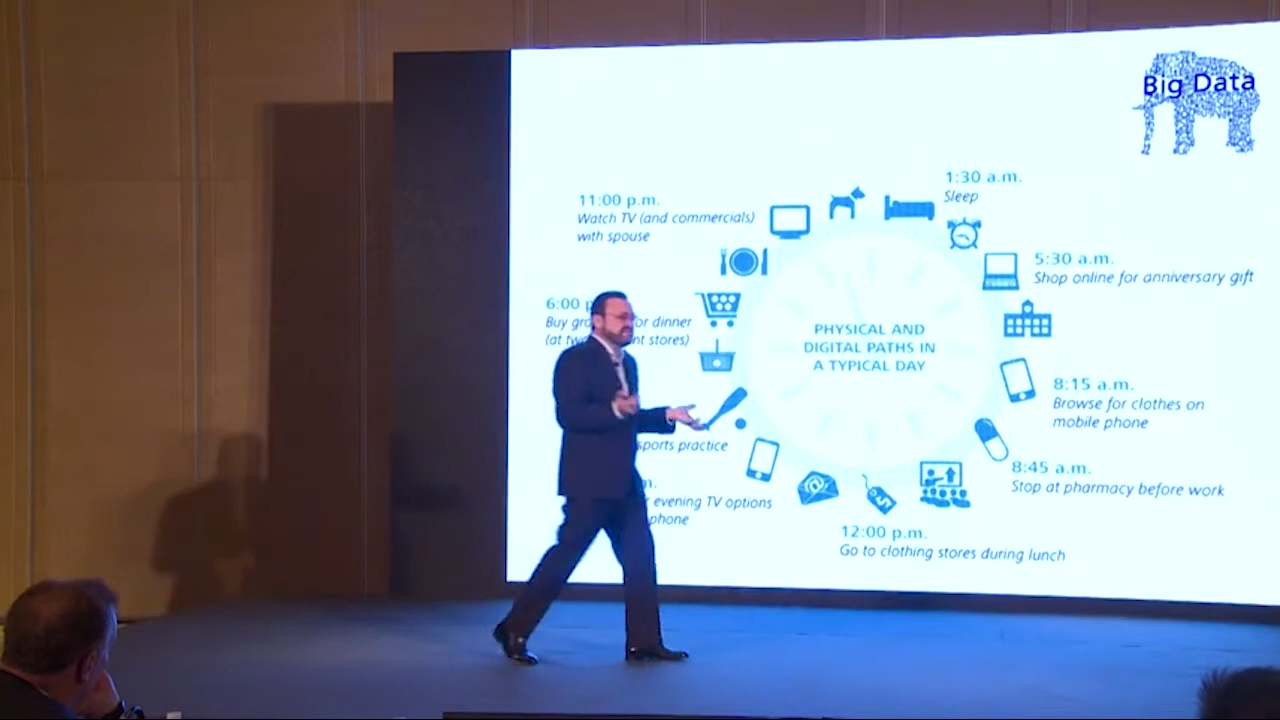 Big Data
1:30 a.m.
Sleep
5:30 a.m.
Shop online for anniversary gift
8:15 a.m.
Browse for clothes on
mobile phone
8:45 a.m.
Stop at pharmacy before work
12:00 p.m.
Go to clothing stores during lunch
evening TV options
phone
sports practice
6:00
Buy for dinner
(at stores)
11:00 p.m.
Watch TV (and commercials)
with spouse
PHYSICAL AND
DIGITAL PATHS IN
A TYPICAL DAY